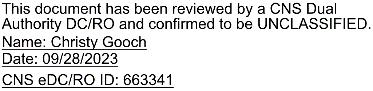 This document has been reviewed by a CNS Dual
Authority DC/RO and confirmed to be UNCLASSIFIED.
Name: Christy Gooch
Date: 09/28/2023
CNS eDC/RO ID: 663341